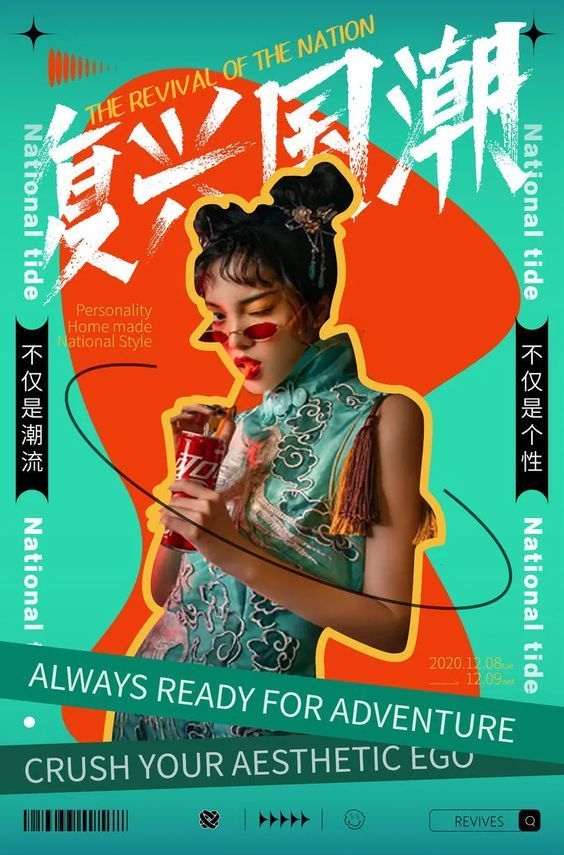 THE REVIVAL OF THE NATION
复兴国潮
National tide
National tide
Personality
Home made
National Style
不仅是潮流
不仅是个性
National
National tide
2020.12.08tue
12.09wet
ALWAYS READY FOR ADVENTURE
CRUSH YOUR AESTHETIC EGO
REVIVES